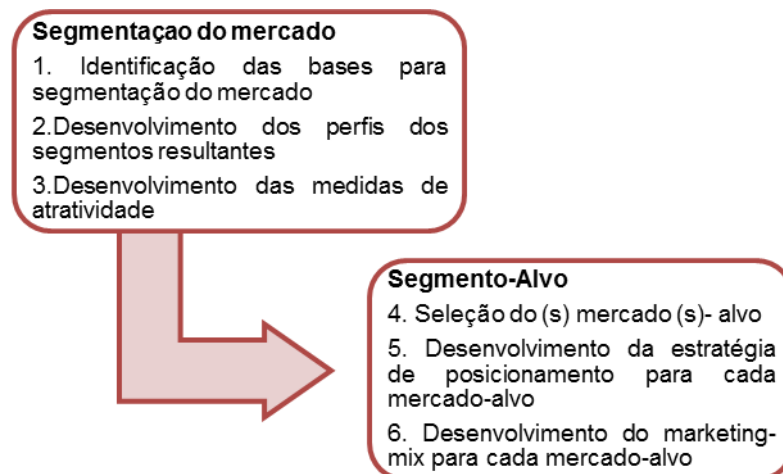 Segmentaçao do mercado
1. Identificação das bases para
segmentação do mercado
2.Desenvolvimento dos perfis dos
segmentos resultantes
3.Desenvolvimento das medidas de
atratividade
Segmento-Alvo
4. Seleção do (s) mercado (s)- alvo
5. Desenvolvimento da estratégia
de posicionamento para cada
mercado-alvo
6. Desenvolvimento do marketing-
mix para cada mercado-alvo